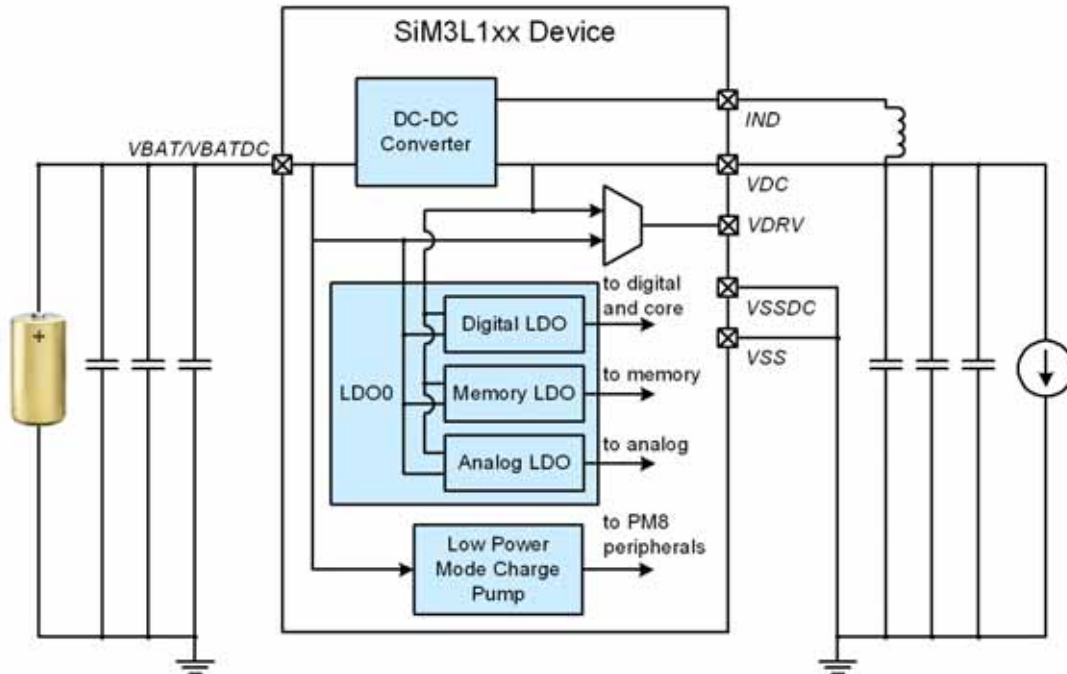 SiM3L1xx Device
DC-DC
Converter
IND
VBAT/VBATDC
VDC
VDRV
to digital
and core
VSSDC
Digital LDO
VSS
+
LDO0
to memory
Memory LDO
to analog
Analog LDO
to PM8
peripherals
Low Power
Mode Charge
Pump